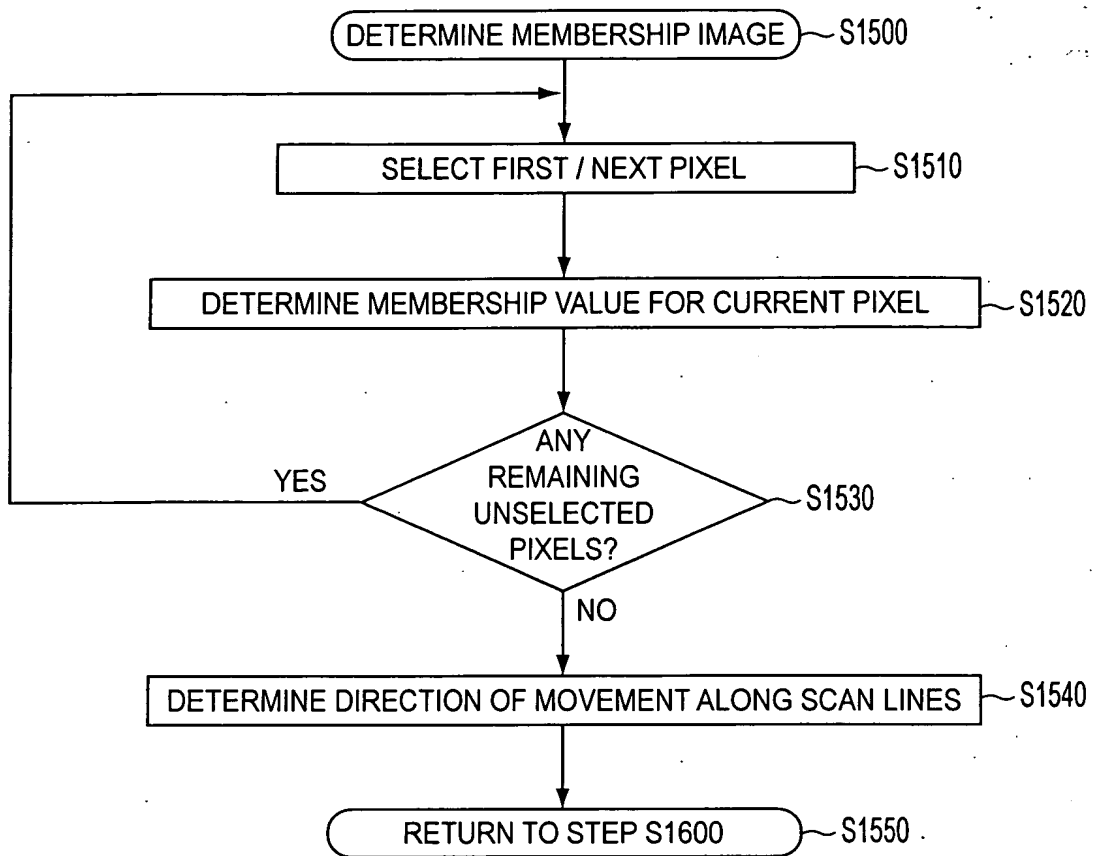 DETERMINE MEMBERSHIP IMAGE S1500
SELECT FIRST / NEXT PIXEL S1510
DETERMINE MEMBERSHIP VALUE FOR CURRENT PIXEL S1520
ANY
REMAINING
UNSELECTED
PIXELS?
YES
S1530
NO
DETERMINE DIRECTION OF MOVEMENT ALONG SCAN LINES S1540
RETURN TO STEP S1600 S1550